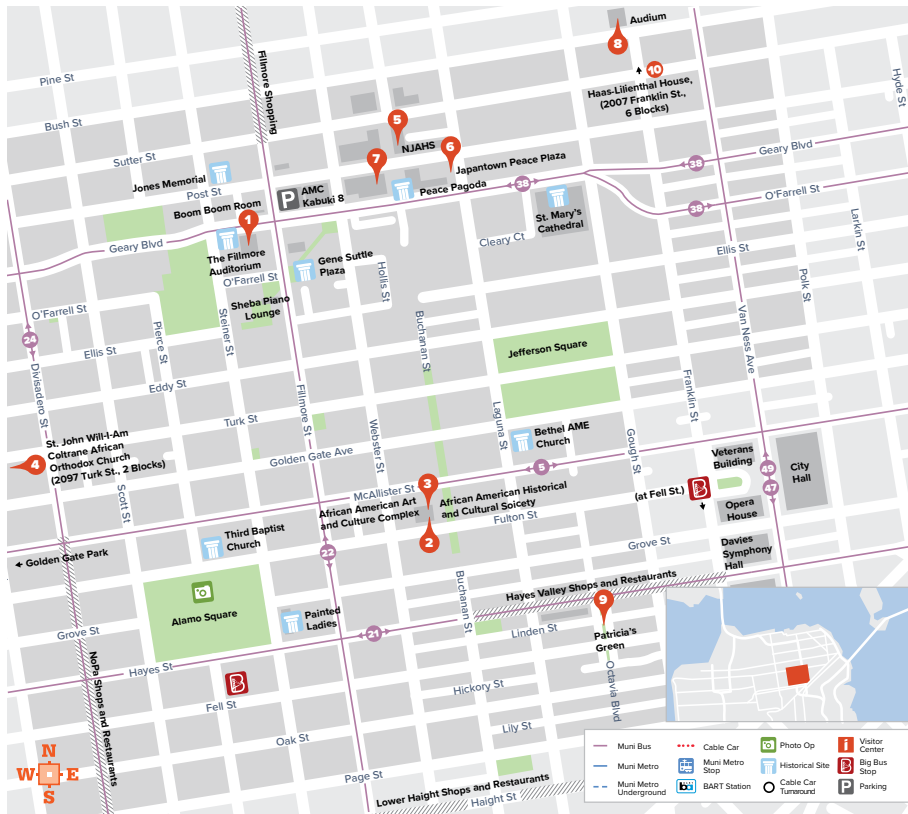 Audium
8
10
Haas-Lilienthal House,
(2007 Franklin St.,
6 Blocks)
Hyde St
Pine St
Fillmore Shopping
Bush St
5
NJAHS
6
7
Sutter St
Jones Memorial
Post St
Japantown Peace Plaza
Geary Blvd
38
38
38
O'Farrell St
P
AMC
Kabuki 8
Peace Pagoda
St. Mary's
Cathedral
Boom Boom Room
1
Geary Blvd
The Fillmore
Auditorium
O'Farrell St
Gene Suttle
Plaza
Hollis St
Cleary Ct
Ellis St
Larkin St
Polk St
Sheba Piano
Lounge
O'Farrell St
Pierce St
Steiner St
Buchanan St
Van Ness Ave
24
Ellis St
Divisadero St
Eddy St
Jefferson Square
Franklin St
Fillmore St
Laguna St
Turk St
Webster St
Gough St
Bethel AME
Church
St. John Will-I-Am
Coltrane African
Orthodox Church
(2097 Turk St., 2 Blocks)
4
Golden Gate Ave
Scott St
5
Veterans
Building
49
47
City
Hall
McAllister St
3
African American Art
and Culture Complex
African American Historical
and Cultural Soicety
(at Fell St.)
B
Opera
House
Fulton St
2
Third Baptist
Church
22
Grove St
Davies
Symphony
Hall
Golden Gate Park
Alamo Square
Painted
Ladies
Buchanan St
Hayes Valley Shops and Restaurants
9
Grove St
21
Linden St
Patricia's
Green
NoPa Shops and Restaurants
Hayes St
B
Fell St
Hickory St
Octavia Blvd
Oak St
Lily St
Page St
Lower Height Shops and Restaurants
Haight St
N
W E
S
Muni Bus
Muni Metro
Muni Metro
Underground
Cable Car
Muni Metro
Stop
ba
BART Station
Photo Op
Historical Site
Cable Car
Turnaround
i
Visitor
Center
B
Big Bus
Stop
P
Parking